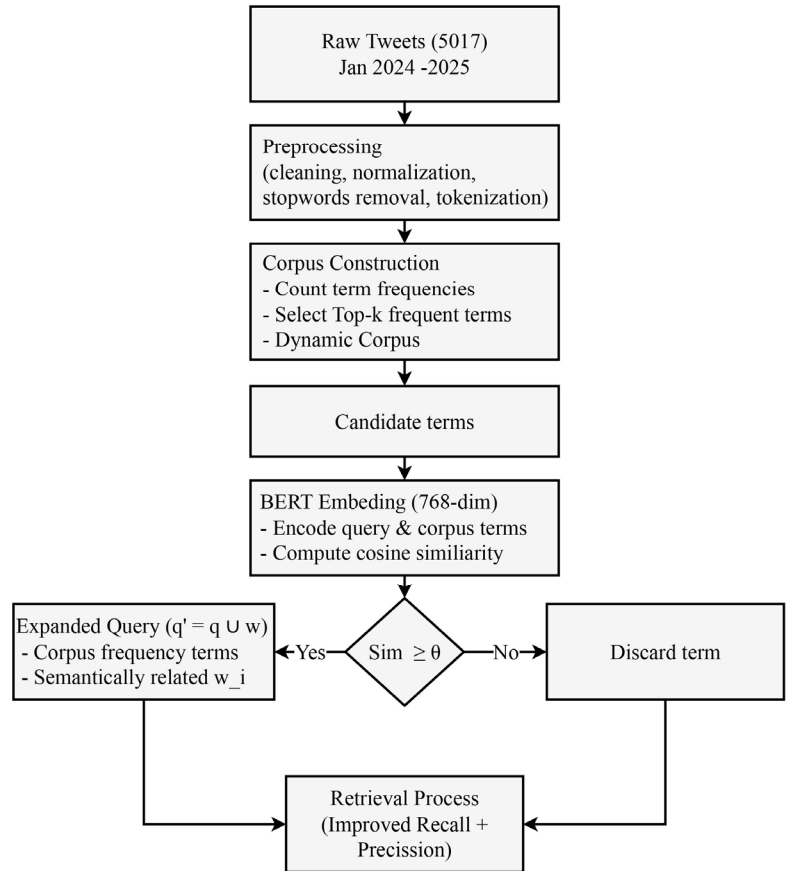 Raw Tweets (5017)
Jan 2024 -2025
Preprocessing
(cleaning, normalization,
stopwords removal, tokenization)
Corpus Construction
- Count term frequencies
- Select Top-k frequent terms
- Dynamic Corpus
Candidate terms
BERT Embeding (768-dim)
- Encode query & corpus terms
- Compute cosine similiarity
Expanded Query (q' = q ∪ w)
- Corpus frequency terms
- Semantically related w_i
Yes
Sim ≥ θ
No
Discard term
Retrieval Process
(Improved Recall +
Precission)